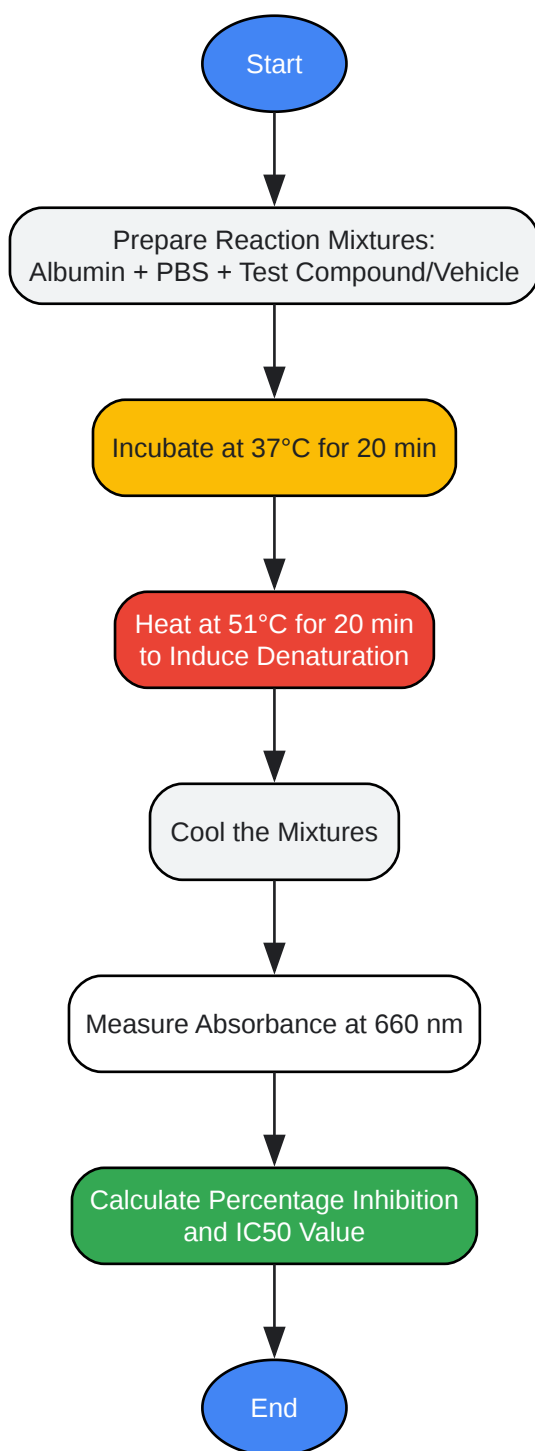 Start
Prepare Reaction Mixtures:
Albumin + PBS + Test Compound/Vehicle
Incubate at 37°C for 20 min
Heat at 51°C for 20 min
to Induce Denaturation
Cool the Mixtures
Measure Absorbance at 660 nm
Calculate Percentage Inhibition
and IC50 Value
End